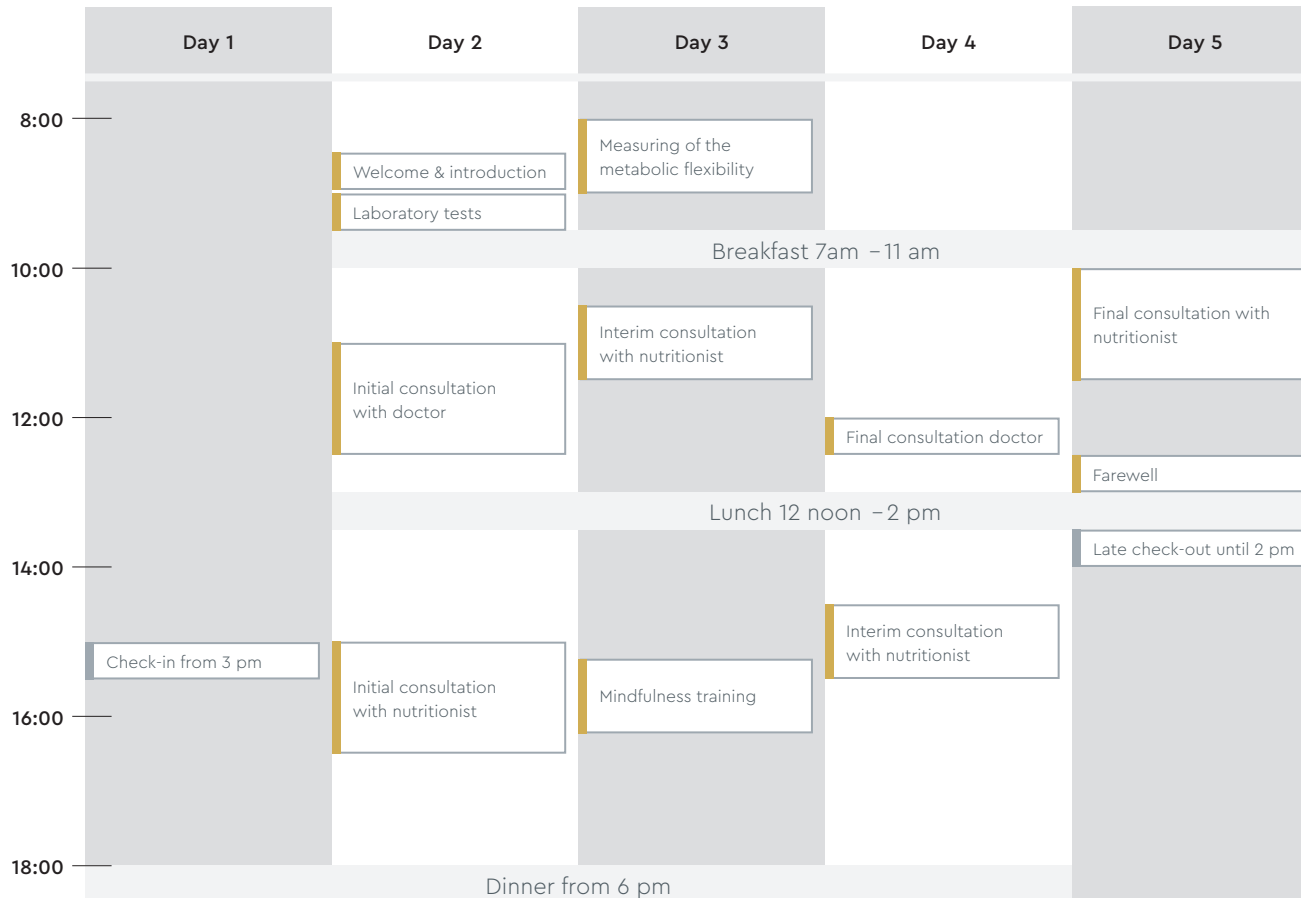 Day 1
Day 2
Day 3
Day 4
Day 5
8:00
Measuring of the
metabolic flexibility
Welcome & introduction
Laboratory tests
Breakfast 7am – 11 am
10:00
Final consultation with
nutritionist
Interim consultation
with nutritionist
Initial consultation
with doctor
12:00
Final consultation doctor
Farewell
Lunch 12 noon – 2 pm
Late check-out until 2 pm
14:00
Interim consultation
with nutritionist
Check-in from 3 pm
Initial consultation
with nutritionist
Mindfulness training
16:00
18:00
Dinner from 6 pm